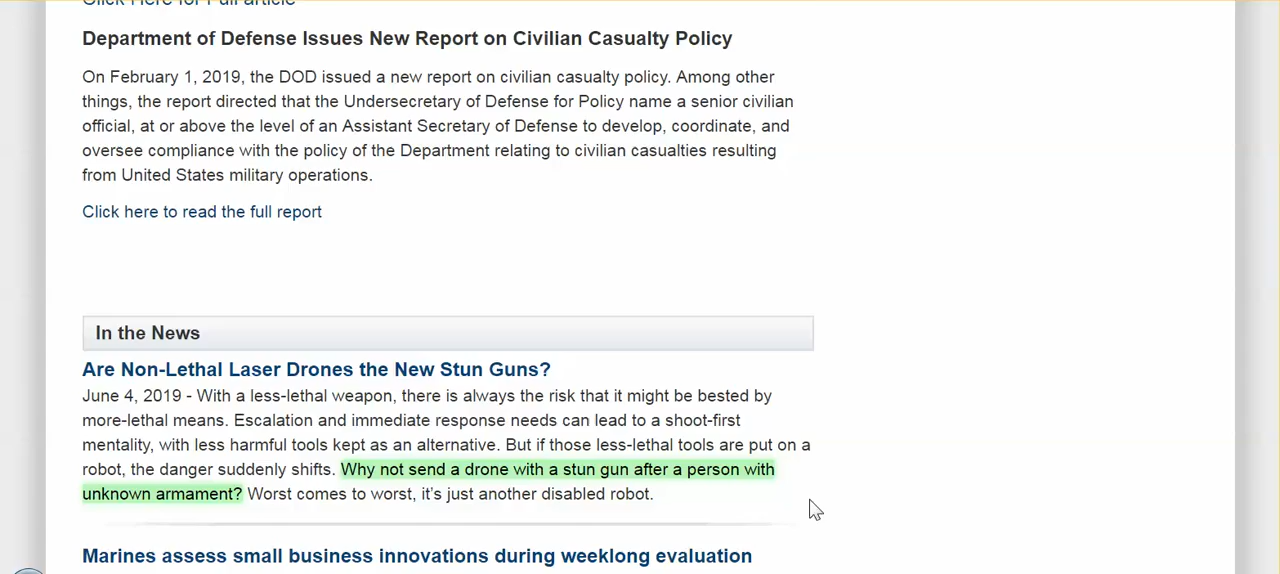 Click Here for Full article
Department of Defense Issues New Report on Civilian Casualty Policy
On February 1, 2019, the DOD issued a new report on civilian casualty policy. Among other
things, the report directed that the Undersecretary of Defense for Policy name a senior civilian
official, at or above the level of an Assistant Secretary of Defense to develop, coordinate, and
oversee compliance with the policy of the Department relating to civilian casualties resulting
from United States military operations.
Click here to read the full report
In the News
Are Non-Lethal Laser Drones the New Stun Guns?
June 4, 2019 - With a less-lethal weapon, there is always the risk that it might be bested by
more-lethal means. Escalation and immediate response needs can lead to a shoot-first
mentality, with less harmful tools kept as an alternative. But if those less-lethal tools are put on a
robot, the danger suddenly shifts. Why not send a drone with a stun gun after a person with
unknown armament? Worst comes to worst, it's just another disabled robot.
Marines assess small business innovations during weeklong evaluation